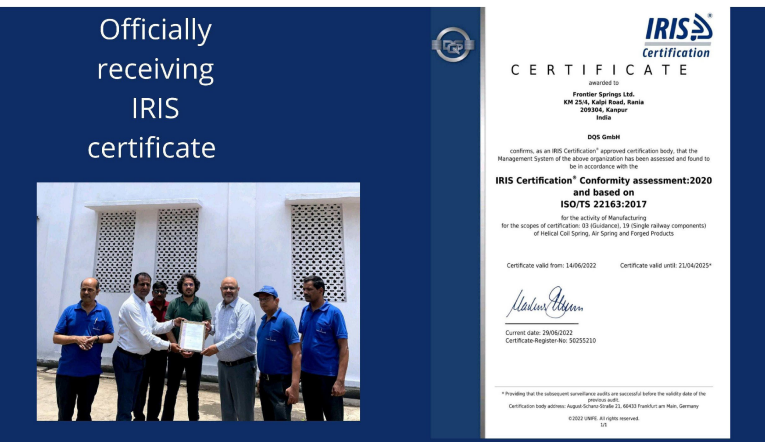 Officially
receiving
IRIS
certificate
DQS
IRIS
®
Certification
CERTIFICATE
awarded to
Frontier Springs Ltd.
KM 25/4, Kalpi Road, Rania
209304, Kanpur
India
DQS GmbH
confirms, as an IRIS Certification® approved certification body, that the
Management System of the above organization has been assessed and found to
be in accordance with the
IRIS Certification® Conformity assessment:2020
and based on
ISO/TS 22163:2017
for the activity of Manufacturing
for the scopes of certification: 03 (Guidance), 19 (Single railway components)
of Helical Coil Spring, Air Spring and Forged Products
Certificate valid from: 14/06/2022 Certificate valid until: 21/04/2025*
Current date: 29/06/2022
Certificate-Register-No: 50255210
* Providing that the subsequent surveillance audits are successful before the validity date of the
previous audit.
Certification body address: August-Schanz-Straße 21, 60433 Frankfurt am Main, Germany
©2022 UNIFE. All rights reserved.
1/1